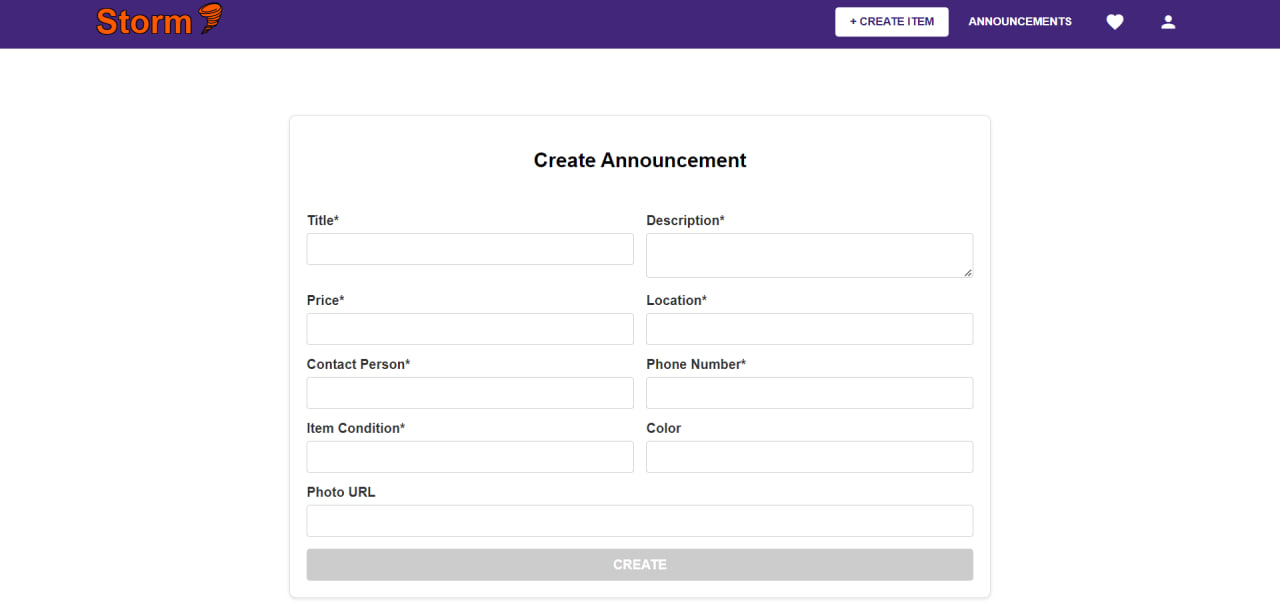 Storm
+ CREATE ITEM ANNOUNCEMENTS
Create Announcement
Title* Description*
Price* Location*
Contact Person* Phone Number*
Item Condition* Color
Photo URL
CREATE